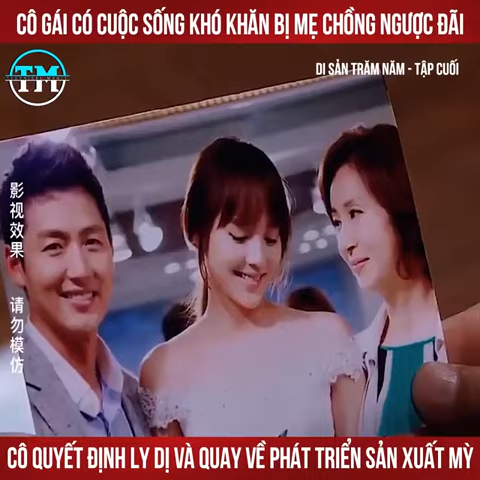 CÔ GÁI CÓ CUỘC SỐNG KHÓ KHĂN BỊ MẸ CHỒNG NGƯỢC ĐÃI
TM
DI SẢN TRĂM NĂM - TẬP CUỐI
影视效果 请勿模仿
CÔ QUYẾT ĐỊNH LY DỊ VÀ QUAY VỀ PHÁT TRIỂN SẢN XUẤT MỲ